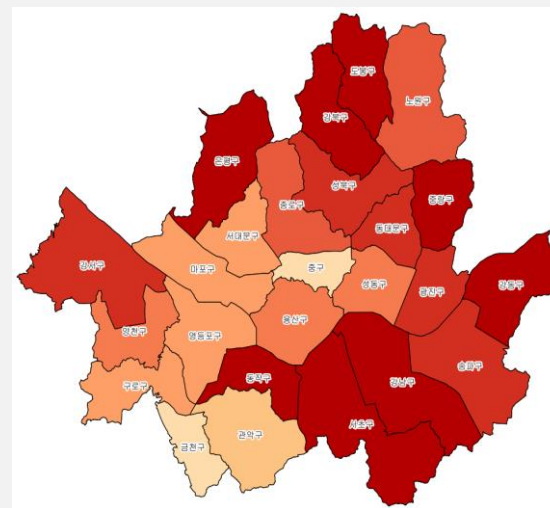 도봉구
노원구
강북구
은평구
성북구
중랑구
종로구
동대문구
서대문구
강서구
마포구
중구
성동구
광진구
강동구
양천구
영등포구
용산구
송파구
동작구
강남구
구로구
서초구
관악구
금천구